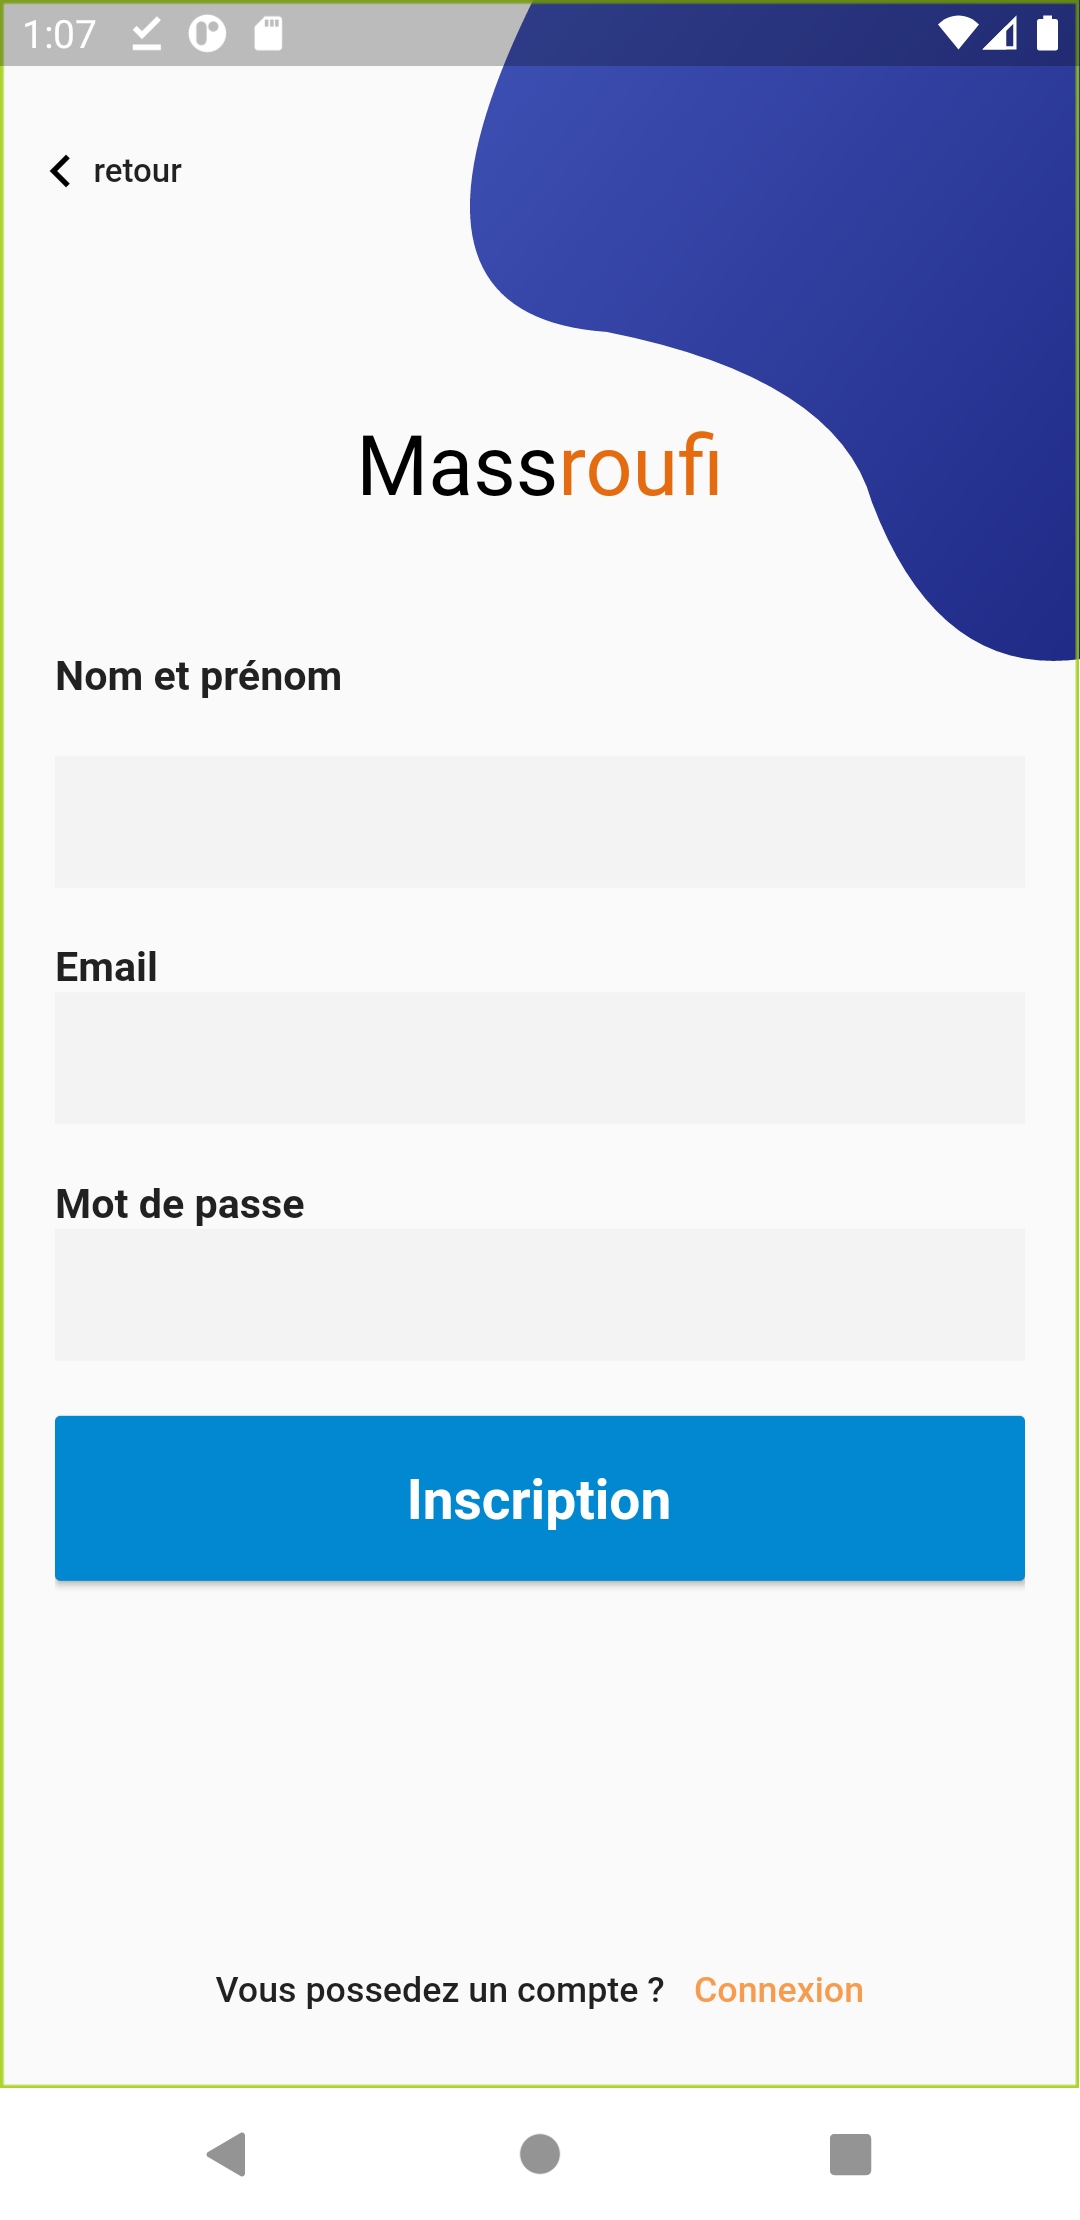 1:07
retour
Massroufi
Nom et prénom
Email
Mot de passe
Inscription
Vous possedez un compte ? Connexion